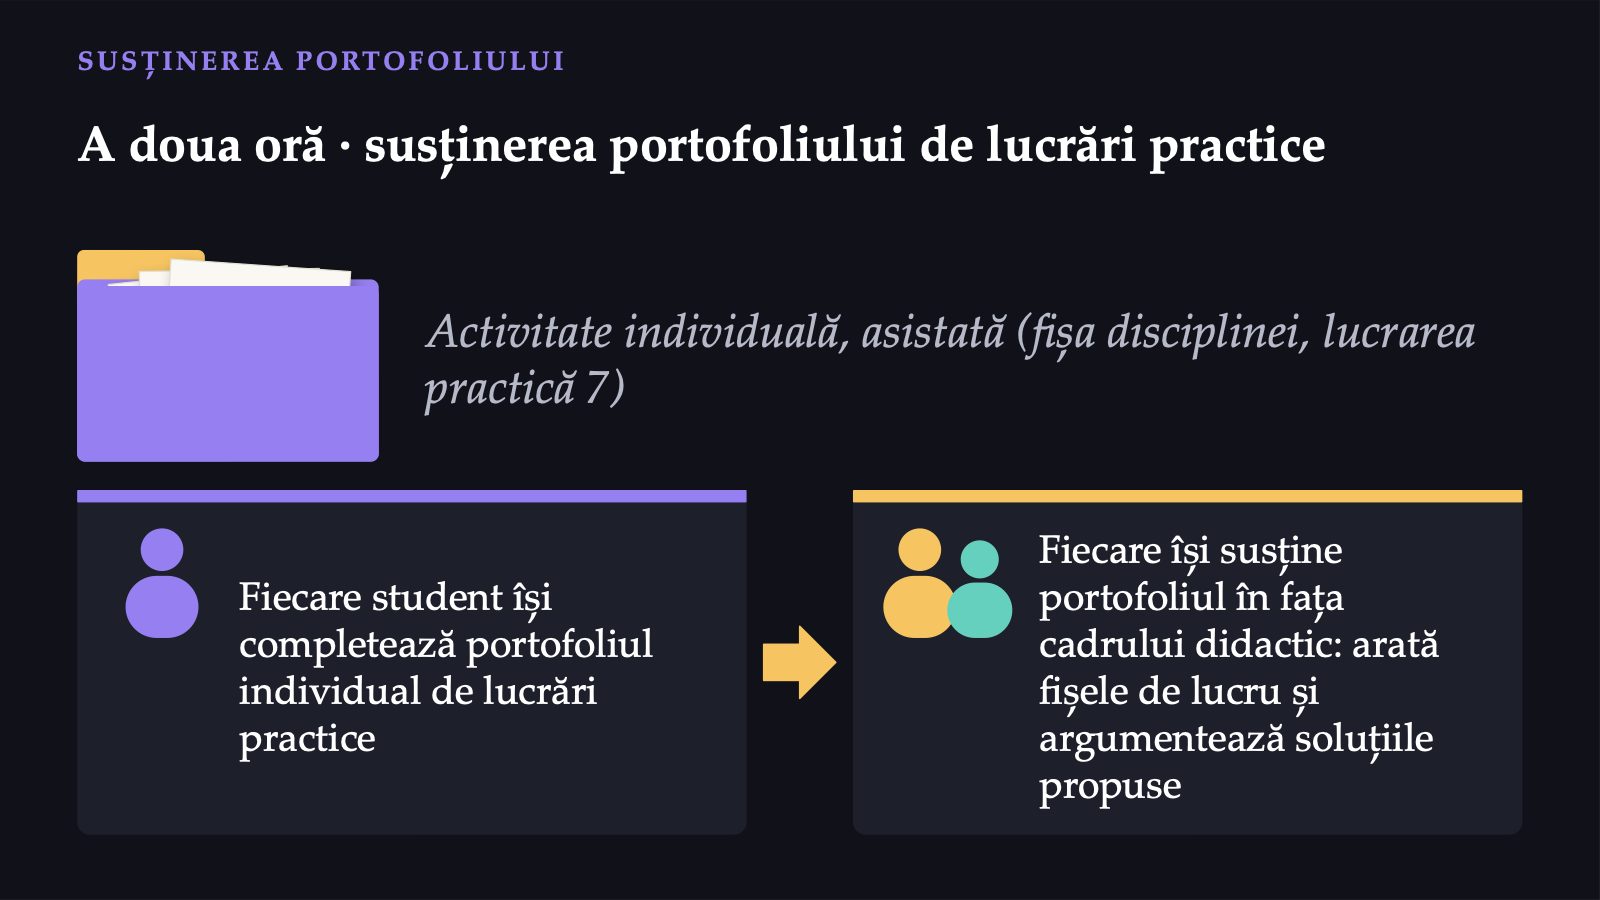 SUSȚINEREA PORTOFOLIULUI
A doua oră · susținerea portofoliului de lucrări practice
Activitate individuală, asistată (fișa disciplinei, lucrarea
practică 7)
Fiecare student își
completează portofoliul
individual de lucrări
practice
Fiecare își susține
portofoliul în fața
cadrului didactic: arată
fișele de lucru și
argumentează soluțiile
propuse